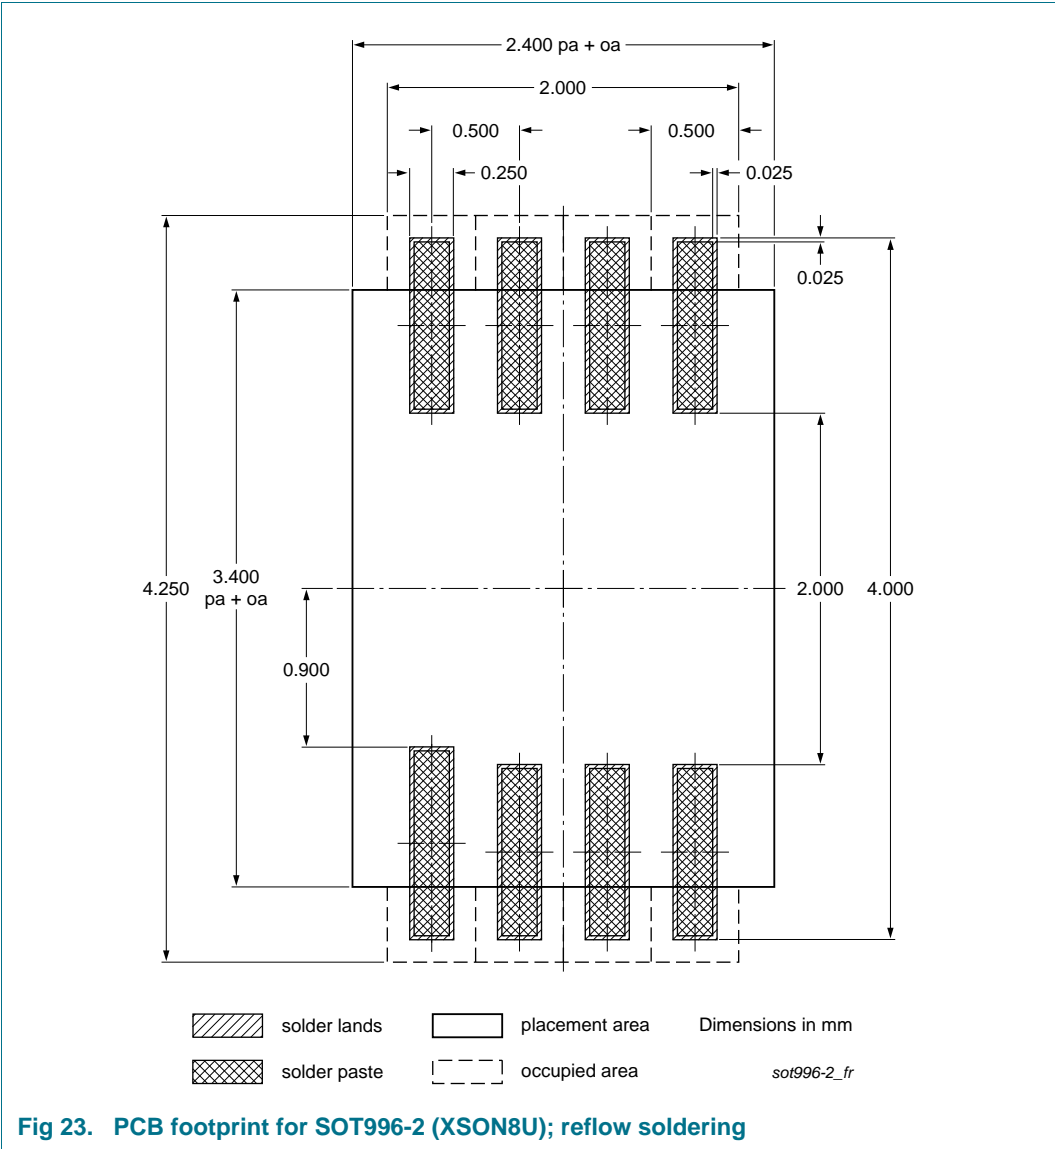 2.400 pa + oa
2.000
0.500
0.500
0.250
0.025
0.025
4.250
3.400
pa + oa
2.000
4.000
0.900
solder lands
placement area
Dimensions in mm
solder paste
occupied area
sot996-2_fr
Fig 23. PCB footprint for SOT996-2 (XSON8U); reflow soldering